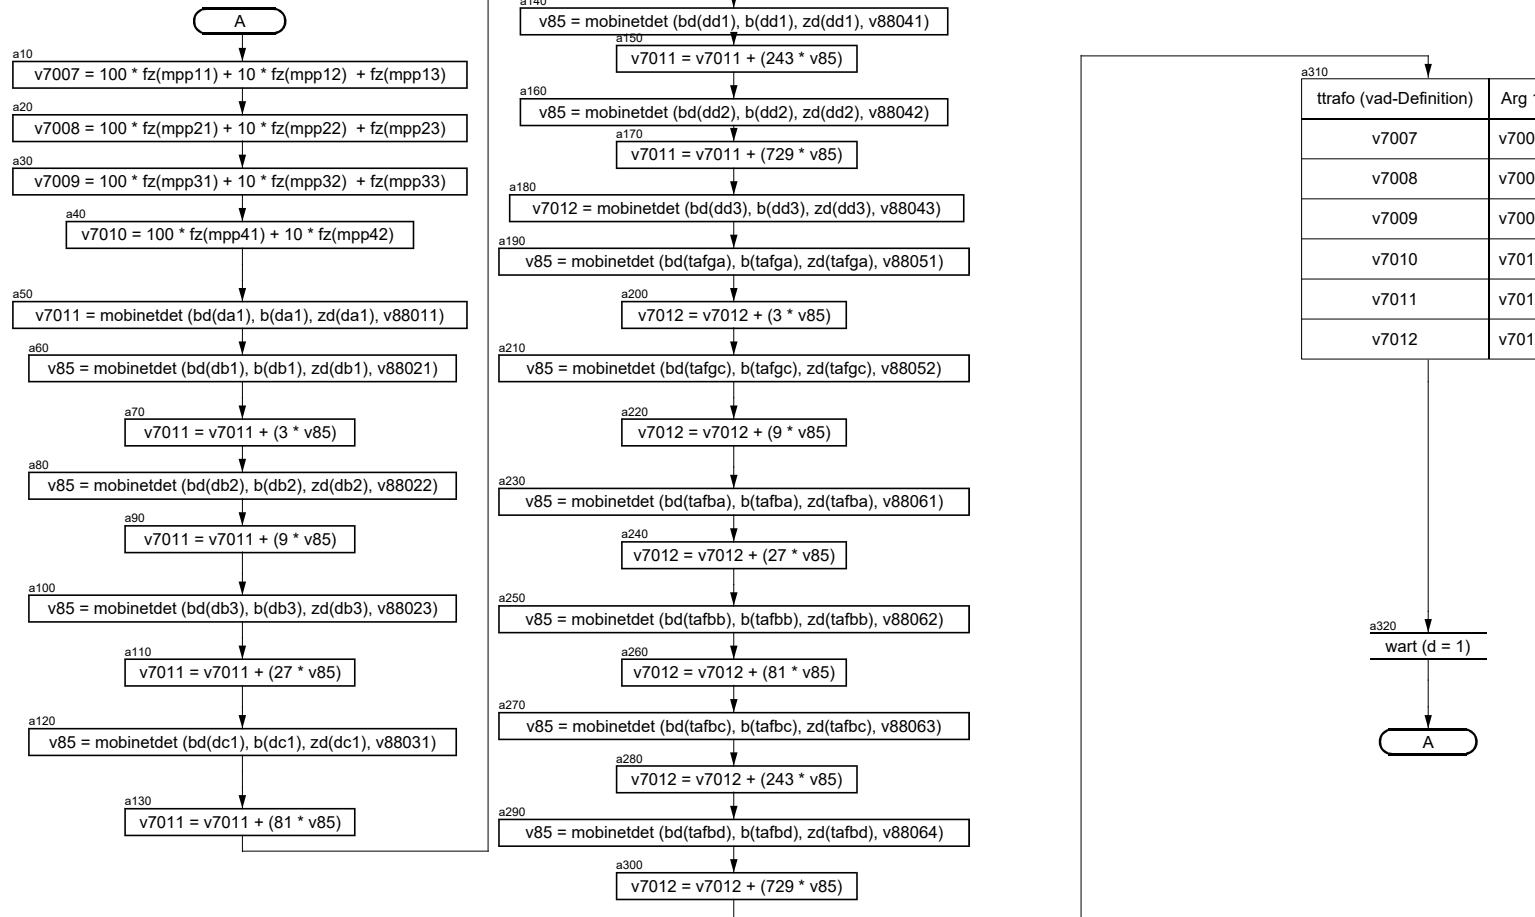 A
a10
v7007 = 100 * fz(mpp11) + 10 * fz(mpp12) + fz(mpp13)
a20
v7008 = 100 * fz(mpp21) + 10 * fz(mpp22) + fz(mpp23)
a30
v7009 = 100 * fz(mpp31) + 10 * fz(mpp32) + fz(mpp33)
a40
v7010 = 100 * fz(mpp41) + 10 * fz(mpp42)
a50
v7011 = mobinetdet (bd(da1), b(da1), zd(da1), v88011)
a60
v85 = mobinetdet (bd(db1), b(db1), zd(db1), v88021)
a70
v7011 = v7011 + (3 * v85)
a80
v85 = mobinetdet (bd(db2), b(db2), zd(db2), v88022)
a90
v7011 = v7011 + (9 * v85)
a100
v85 = mobinetdet (bd(db3), b(db3), zd(db3), v88023)
a110
v7011 = v7011 + (27 * v85)
a120
v85 = mobinetdet (bd(dc1), b(dc1), zd(dc1), v88031)
a130
v7011 = v7011 + (81 * v85)
a140
v85 = mobinetdet (bd(dd1), b(dd1), zd(dd1), v88041)
a150
v7011 = v7011 + (243 * v85)
a160
v85 = mobinetdet (bd(dd2), b(dd2), zd(dd2), v88042)
a170
v7011 = v7011 + (729 * v85)
a180
v7012 = mobinetdet (bd(dd3), b(dd3), zd(dd3), v88043)
a190
v85 = mobinetdet (bd(tafga), b(tafga), zd(tafga), v88051)
a200
v7012 = v7012 + (3 * v85)
a210
v85 = mobinetdet (bd(tafgc), b(tafgc), zd(tafgc), v88052)
a220
v7012 = v7012 + (9 * v85)
a230
v85 = mobinetdet (bd(tafba), b(tafba), zd(tafba), v88061)
a240
v7012 = v7012 + (27 * v85)
a250
v85 = mobinetdet (bd(tafbb), b(tafbb), zd(tafbb), v88062)
a260
v7012 = v7012 + (81 * v85)
a270
v85 = mobinetdet (bd(tafbc), b(tafbc), zd(tafbc), v88063)
a280
v7012 = v7012 + (243 * v85)
a290
v85 = mobinetdet (bd(tafbd), b(tafbd), zd(tafbd), v88064)
a300
v7012 = v7012 + (729 * v85)
a310
ttrafo (vad-Definition) Arg
v7007 v700
v7008 v700
v7009 v700
v7010 v701
v7011 v701
v7012 v701
a320
wart (d = 1)
A